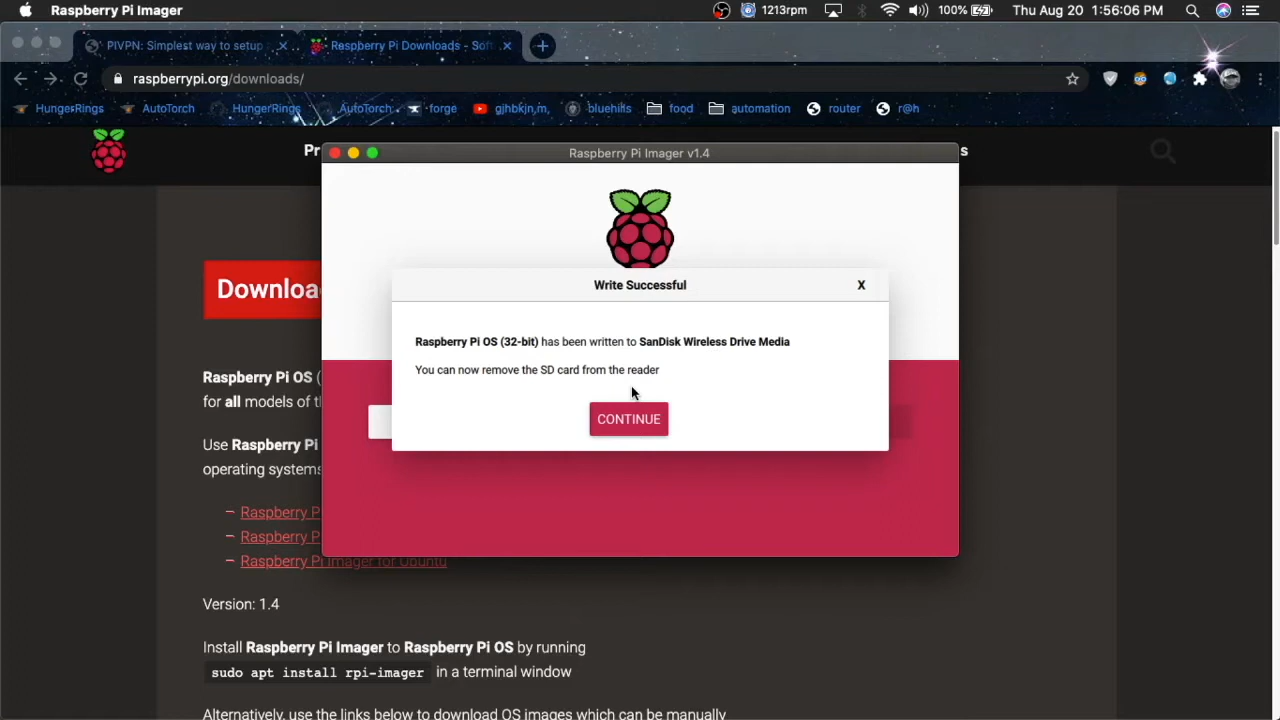 Raspberry Pi Imager
1213rpm
100%
Thu Aug 20 1:56:06 PM
PIVPN: Simplest way to setup
Raspberry Pi Downloads - Sof
raspberrypi.org/downloads/
HungerRings
AutoTorch
HungerRings
AutoTorch
forge
gjhbkjn,m,
bluehills
food
automation
router
r@h
Pr
s
Raspberry Pi Imager v1.4
Write Successful
X
Raspberry Pi OS (32-bit) has been written to SanDisk Wireless Drive Media
You can now remove the SD card from the reader
CONTINUE
Downloa
Raspberry Pi OS (
for all models of th
Use Raspberry Pi
operating systems
– Raspberry P
– Raspberry P
– Raspberry Pi Imager for Ubuntu
Version: 1.4
Install Raspberry Pi Imager to Raspberry Pi OS by running
sudo apt install rpi-imager in a terminal window
Alternatively, use the links below to download OS images which can be manually